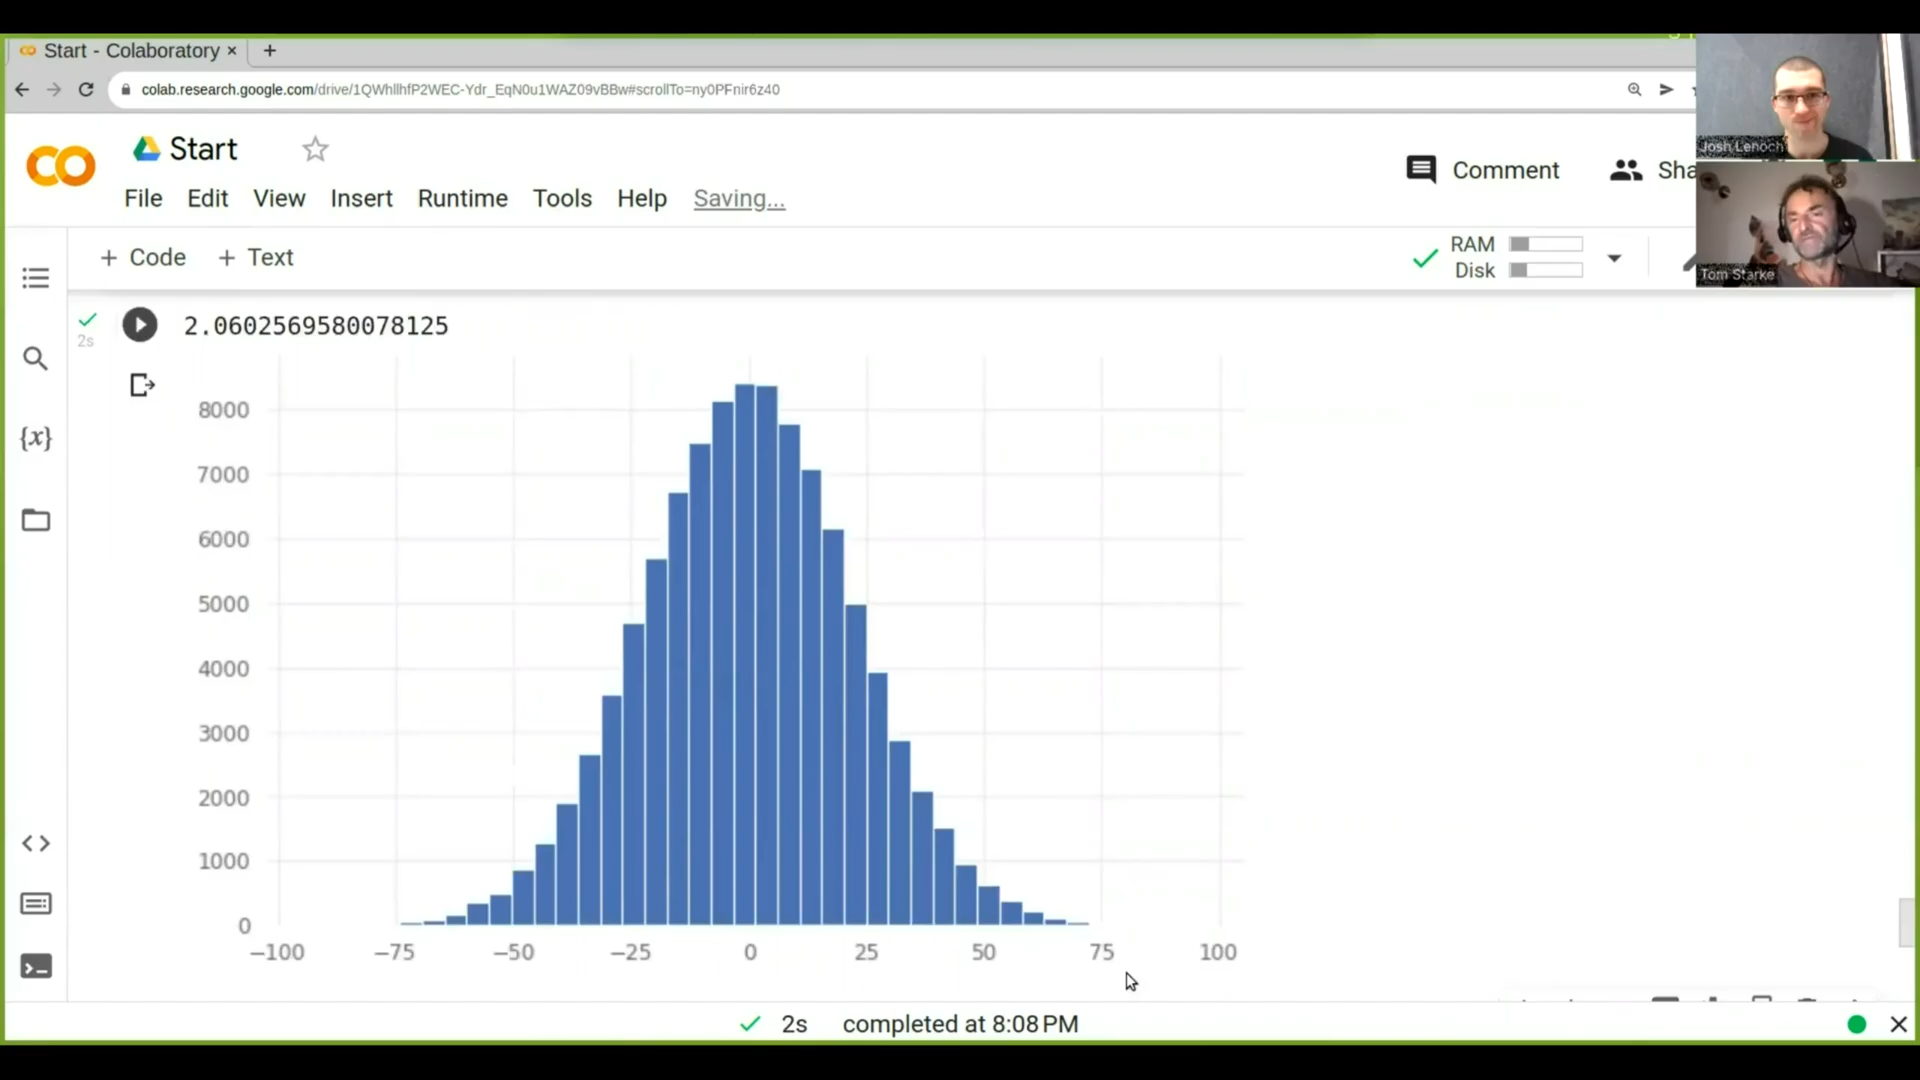 Start - Colaboratory
colab.research.google.com/drive/1QWhllhfP2WEC-Ydr_EqN0u1WAZ09vBBw#scrollTo=ny0PFnir6z40
Start
Comment
Sha
File Edit View Insert Runtime Tools Help Saving...
+ Code + Text
RAM
Disk
Josh Lenoch
Tom Starke
2s
2.0602569580078125
{x}
8000
7000
6000
5000
4000
3000
2000
1000
0
−100 −75 −50 −25 0 25 50 75 100
2s completed at 8:08 PM